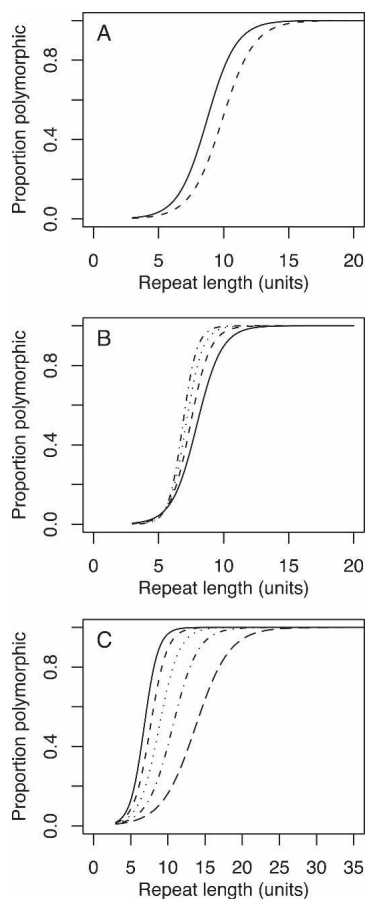 A
Proportion polymorphic
0.0 0.4 0.8
0 5 10 15 20
Repeat length (units)
B
Proportion polymorphic
0.0 0.4 0.8
0 5 10 15 20
Repeat length (units)
C
Proportion polymorphic
0.0 0.4 0.8
0 5 10 15 20 25 30 35
Repeat length (units)